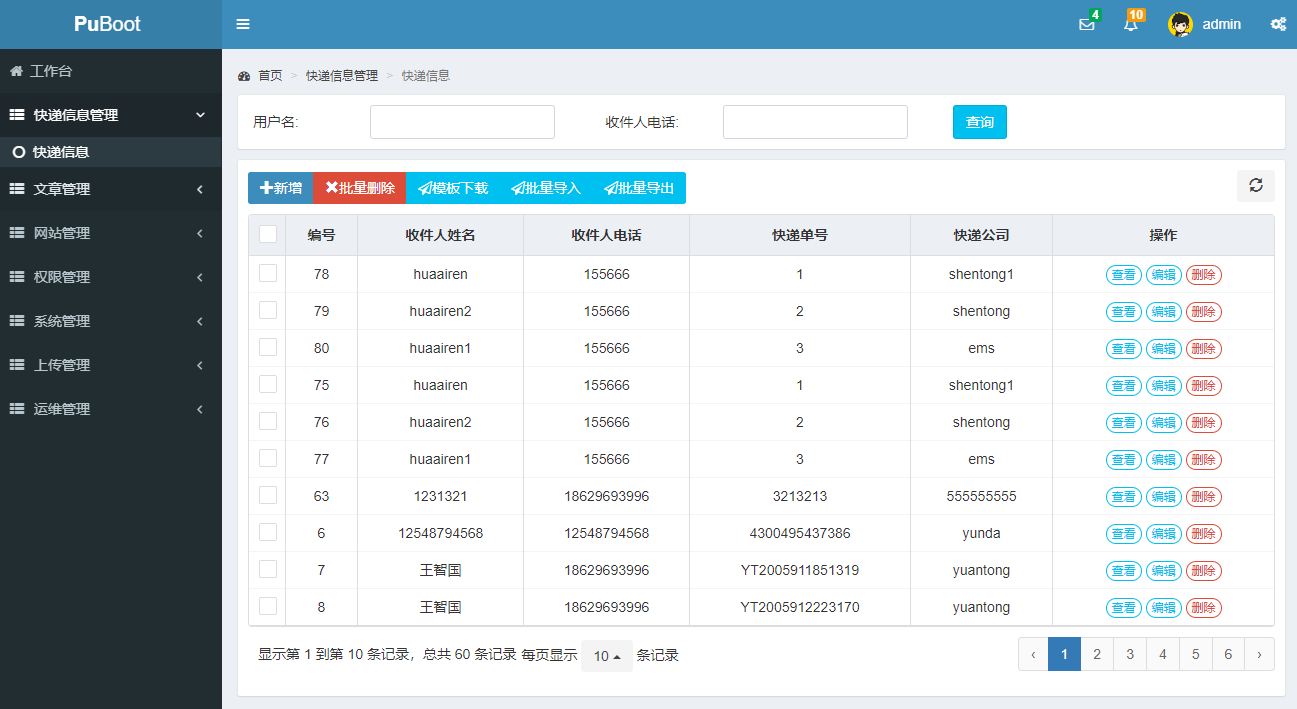 PuBoot
4
10
admin
工作台
快递信息管理
快递信息
文章管理
网站管理
权限管理
系统管理
上传管理
运维管理
首页 > 快递信息管理 > 快递信息
用户名: 收件人电话: 查询
新增 批量删除 模板下载 批量导入 批量导出
编号 收件人姓名 收件人电话 快递单号 快递公司 操作
78 huaairen 155666 1 shentong1 查看 编辑 删除
79 huaairen2 155666 2 shentong 查看 编辑 删除
80 huaairen1 155666 3 ems 查看 编辑 删除
75 huaairen 155666 1 shentong1 查看 编辑 删除
76 huaairen2 155666 2 shentong 查看 编辑 删除
77 huaairen1 155666 3 ems 查看 编辑 删除
63 1231321 18629693996 3213213 555555555 查看 编辑 删除
6 12548794568 12548794568 4300495437386 yunda 查看 编辑 删除
7 王智国 18629693996 YT2005911851319 yuantong 查看 编辑 删除
8 王智国 18629693996 YT2005912223170 yuantong 查看 编辑 删除
显示第 1 到第 10 条记录，总共 60 条记录 每页显示 10 条记录 ‹ 1 2 3 4 5 6 ›